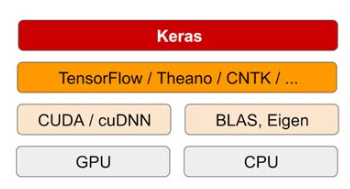 Keras
TensorFlow / Theano / CNTK / ...
CUDA / cuDNN
BLAS, Eigen
GPU
CPU